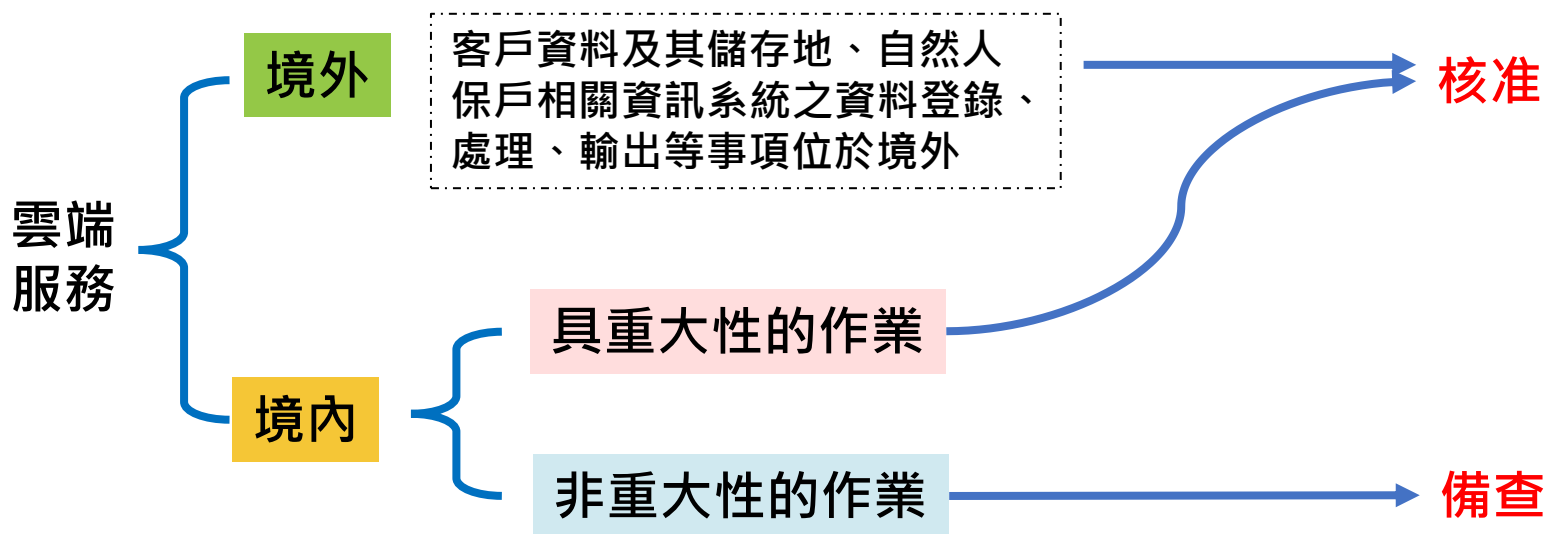 境外
客戶資料及其儲存地、自然人
保戶相關資訊系統之資料登錄、
處理、輸出等事項位於境外
核准
雲端
服務
具重大性的作業
境內
非重大性的作業
備查